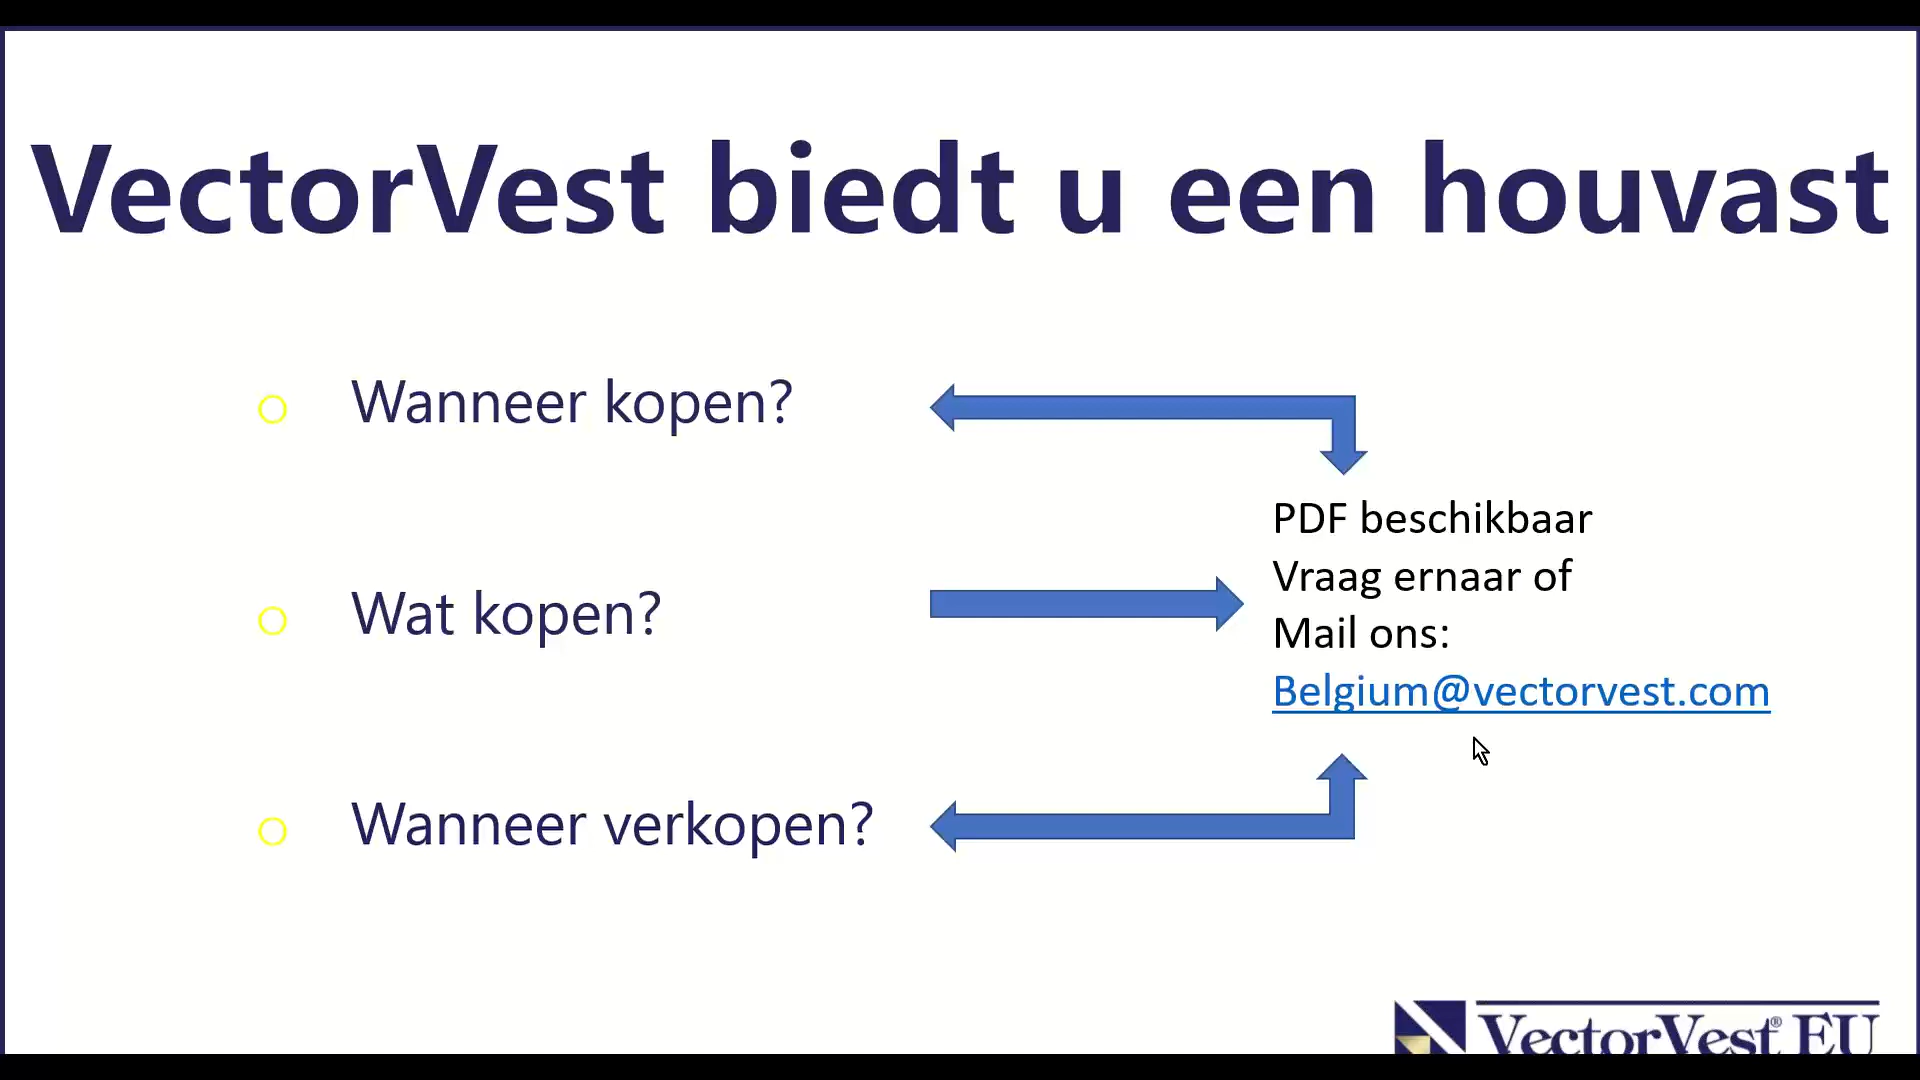 VectorVest biedt u een houvast
Wanneer kopen?
Wat kopen?
Wanneer verkopen?
PDF beschikbaar
Vraag ernaar of
Mail ons:
Belgium@vectorvest.com
VectorVest® EU